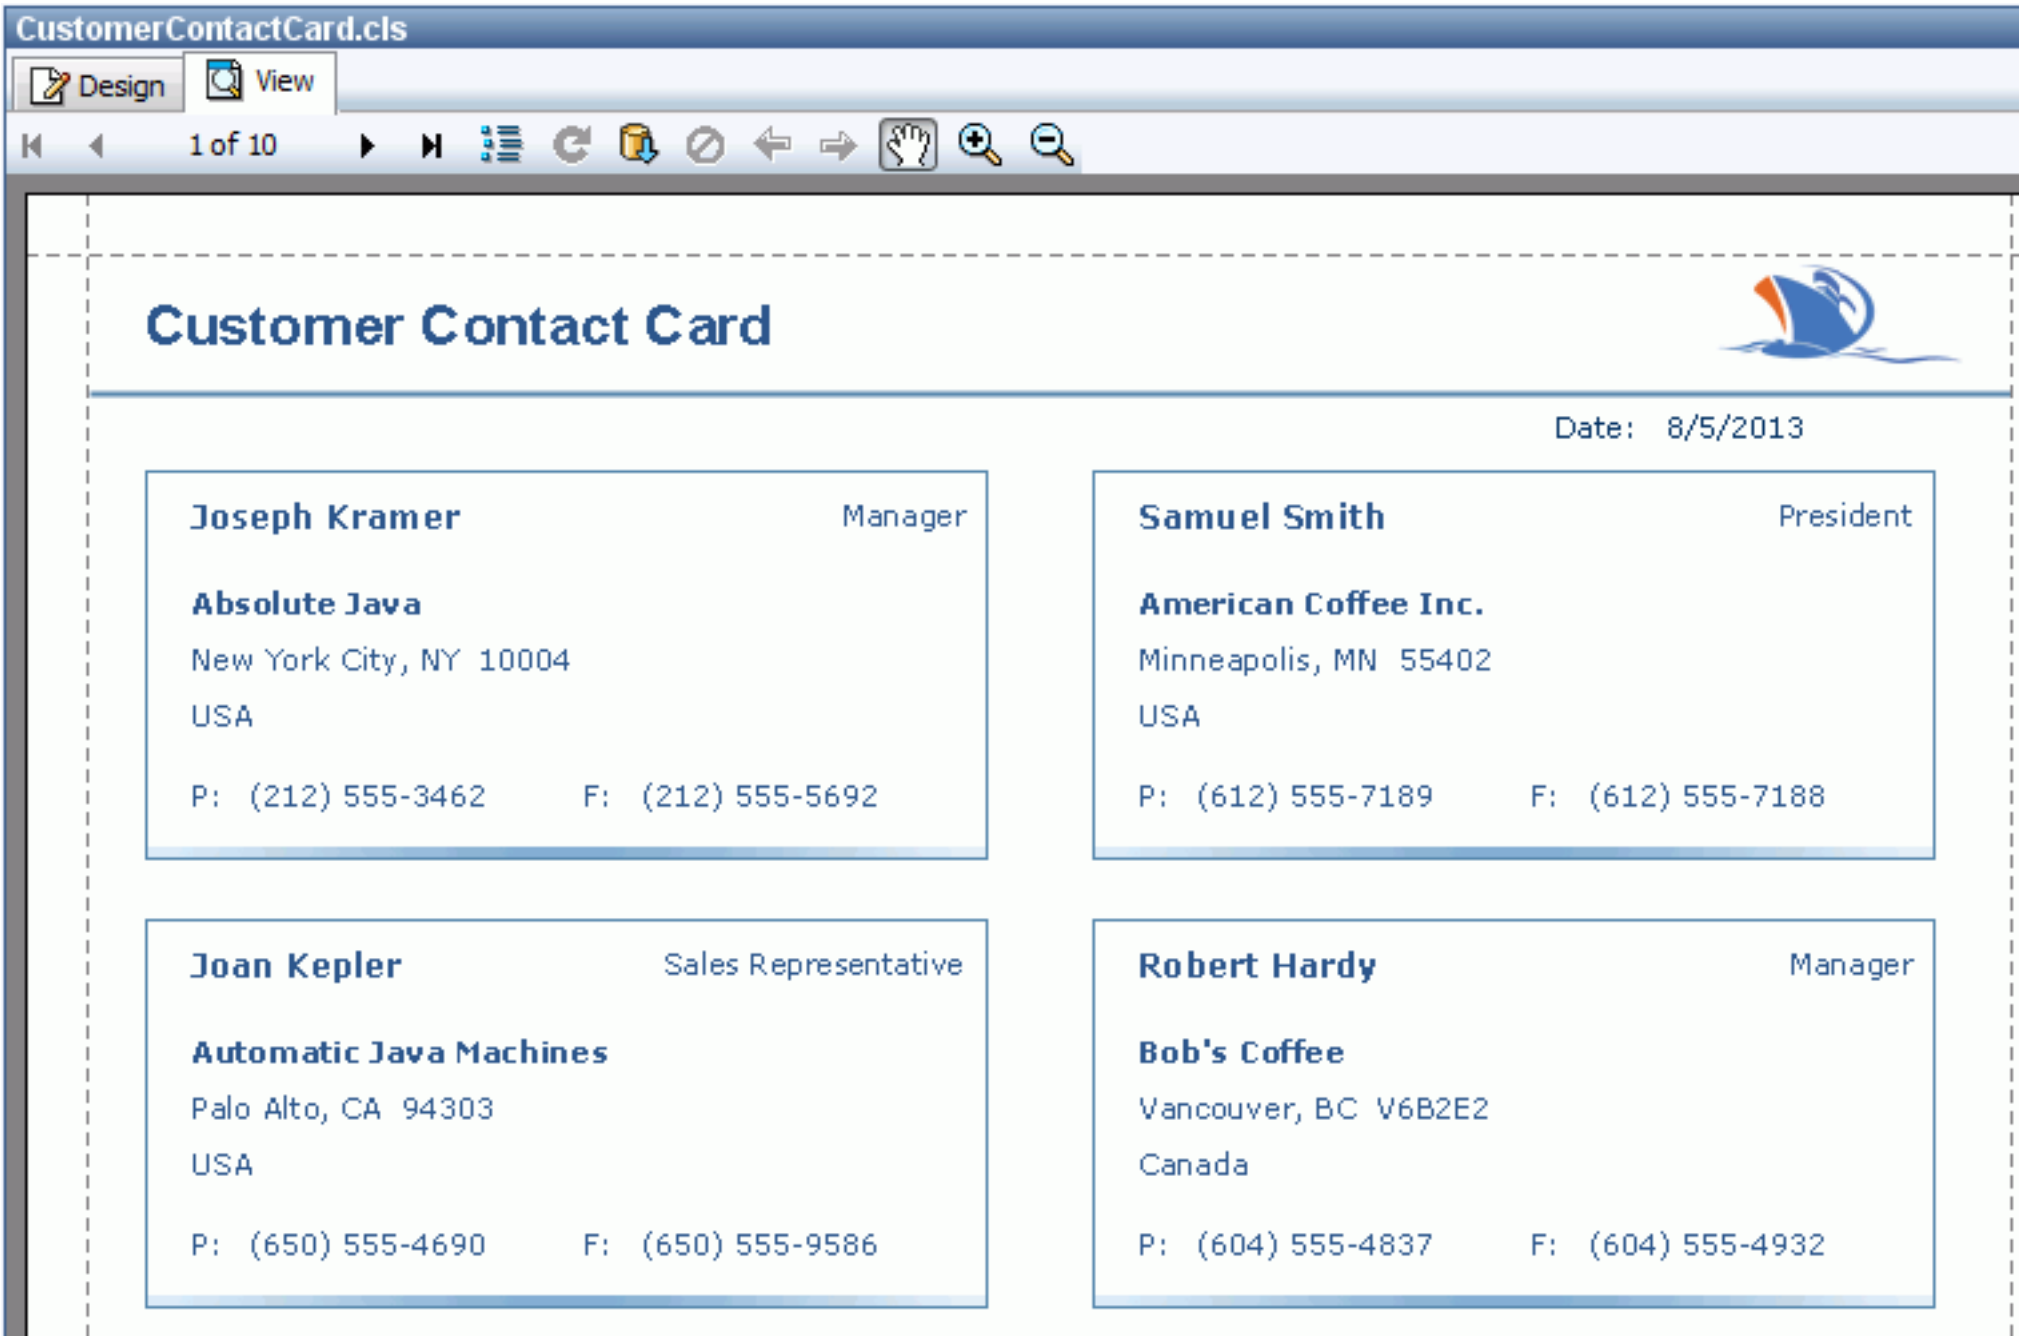 CustomerContactCard.cls
Design
View
1 of 10
Customer Contact Card
Date: 8/5/2013
Joseph Kramer Manager
Absolute Java
New York City, NY 10004
USA
P: (212) 555-3462 F: (212) 555-5692
Samuel Smith President
American Coffee Inc.
Minneapolis, MN 55402
USA
P: (612) 555-7189 F: (612) 555-7188
Joan Kepler Sales Representative
Automatic Java Machines
Palo Alto, CA 94303
USA
P: (650) 555-4690 F: (650) 555-9586
Robert Hardy Manager
Bob's Coffee
Vancouver, BC V6B2E2
Canada
P: (604) 555-4837 F: (604) 555-4932